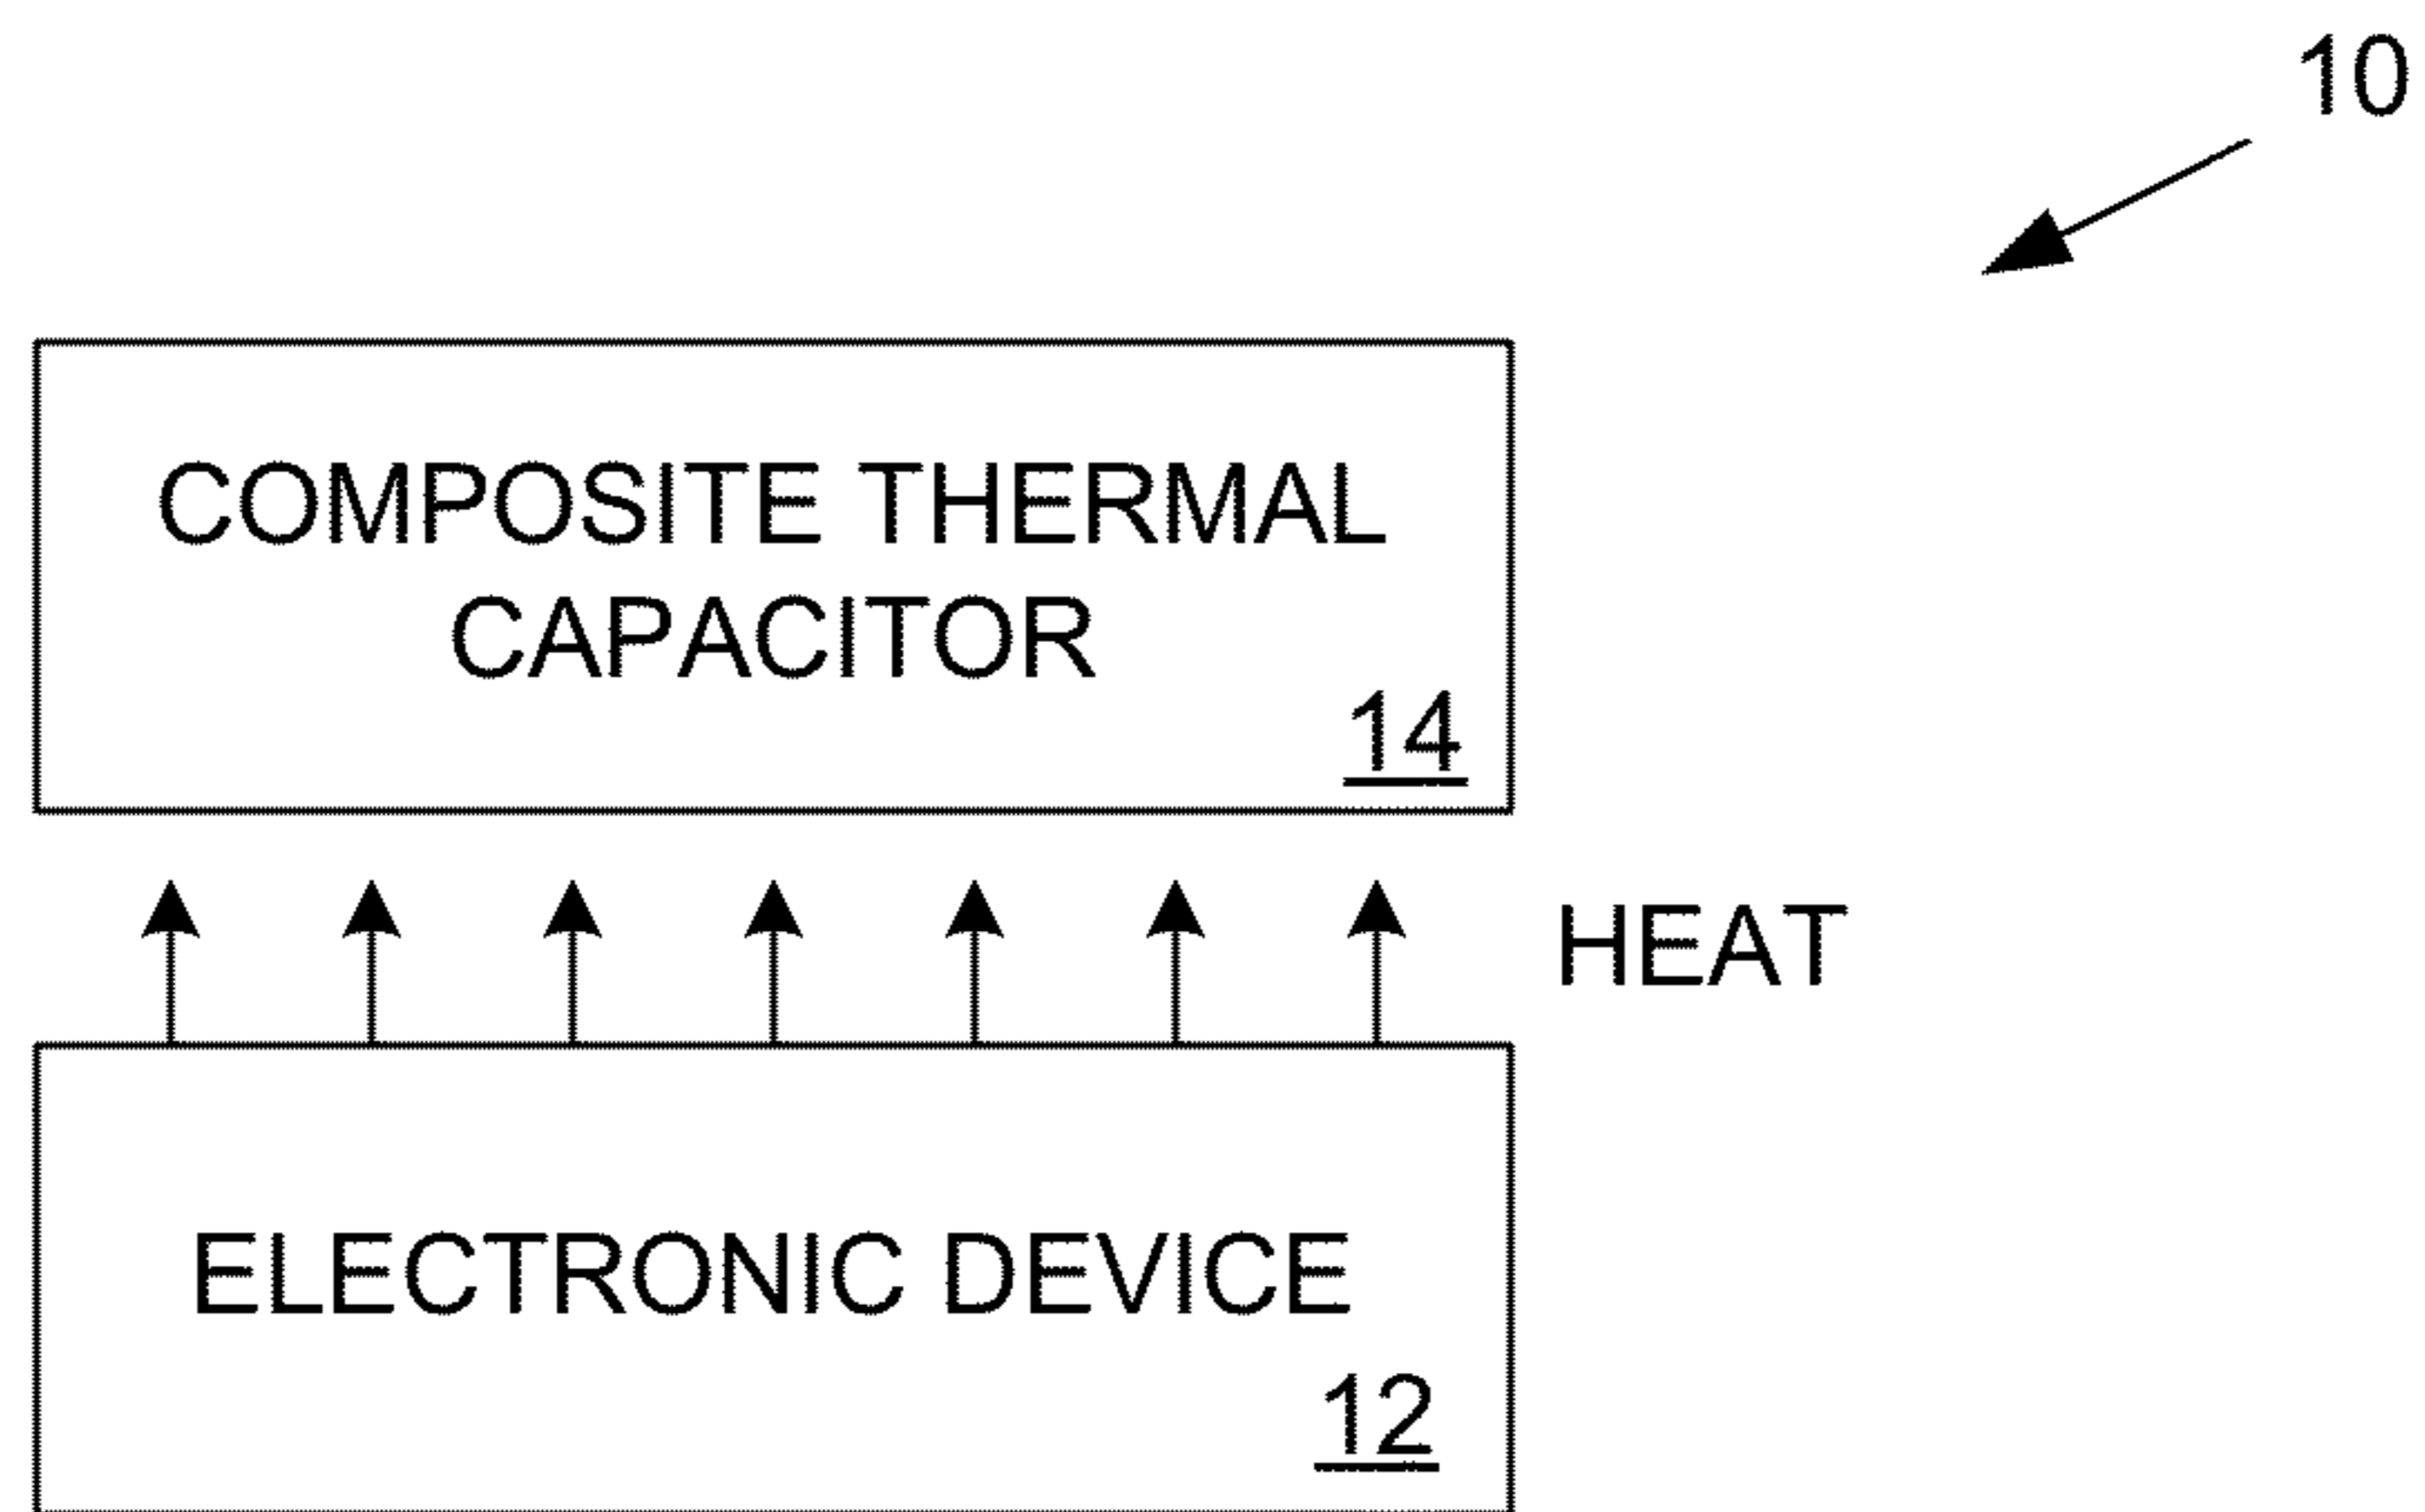 10
COMPOSITE THERMAL
CAPACITOR
14
HEAT
ELECTRONIC DEVICE
12